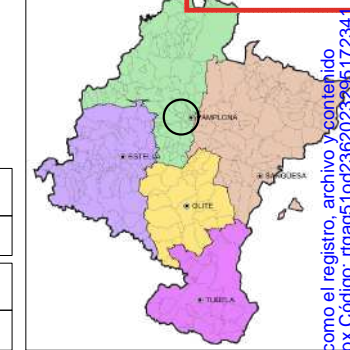 PAMPLONA
ESTELLA
SANGÜESA
OLITE
TUDELA
como el registro, archivo y contenido